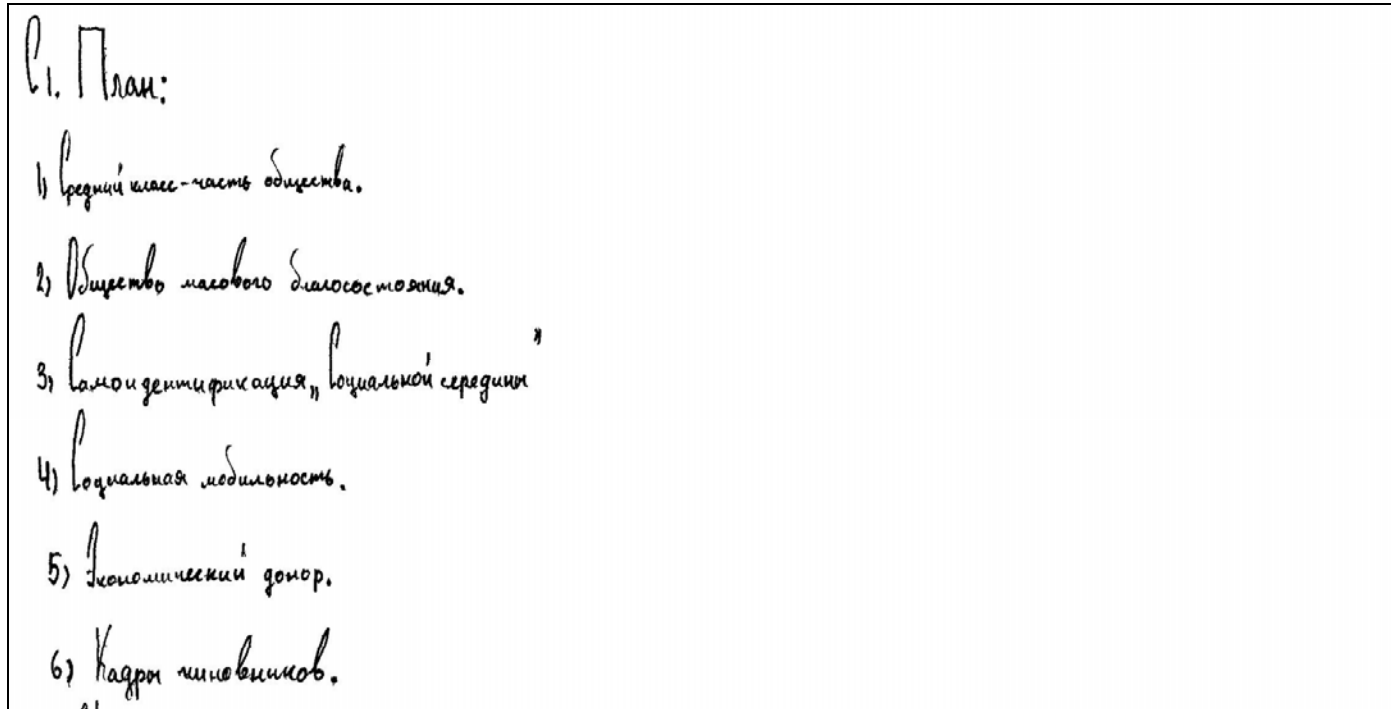 С1. План:
1) Средний класс-часть общества.
2) Общество масового благосостояния.
3) Самоидентификация „Социальной середины"
4) Социальная мобильность.
5) Экономический донор.
6) Кадры чиновников.